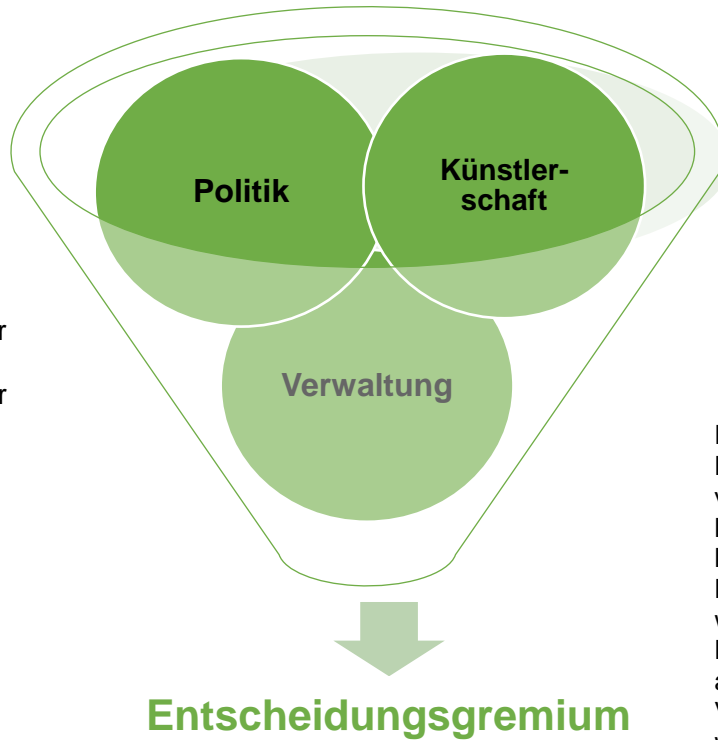 Politik
Künstler-
schaft
Verwaltung
Entscheidungsgremium